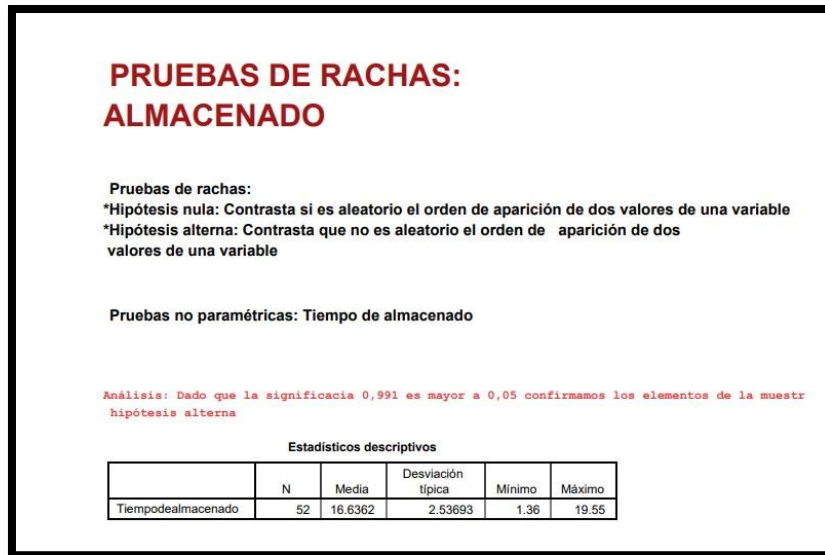 PRUEBAS DE RACHAS:
ALMACENADO
Pruebas de rachas:
*Hipótesis nula: Contrasta si es aleatorio el orden de aparición de dos valores de una variable
*Hipótesis alterna: Contrasta que no es aleatorio el orden de aparición de dos
valores de una variable
Pruebas no paramétricas: Tiempo de almacenado
Análisis: Dado que la significacia 0,991 es mayor a 0,05 confirmamos los elementos de la muestr
hipótesis alterna
Estadísticos descriptivos
N Media Desviación típica Mínimo Máximo
Tiempodealmacenado 52 16.6362 2.53693 1.36 19.55